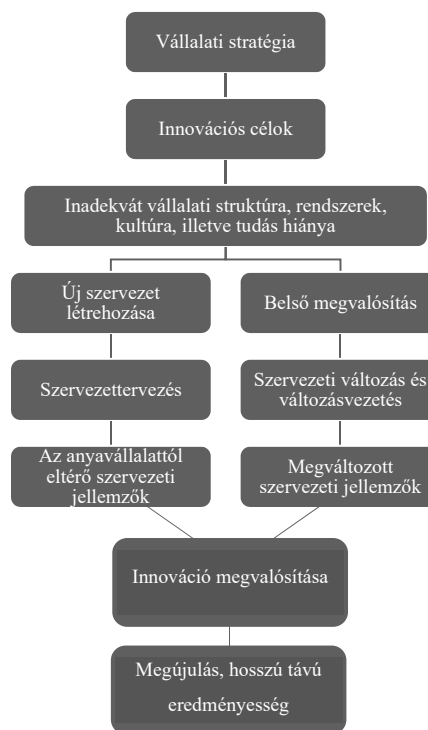 Vállalati stratégia
Innovációs célok
Inadekvát vállalati struktúra, rendszerek,
kultúra, illetve tudás hiánya
Új szervezet
létrehozása
Belső megvalósítás
Szervezettervezés
Szervezeti változás és
változásvezetés
Az anyavállalattól
eltérő szervezeti
jellemzők
Megváltozott
szervezeti jellemzők
Innováció megvalósítása
Megújulás, hosszú távú
eredményesség